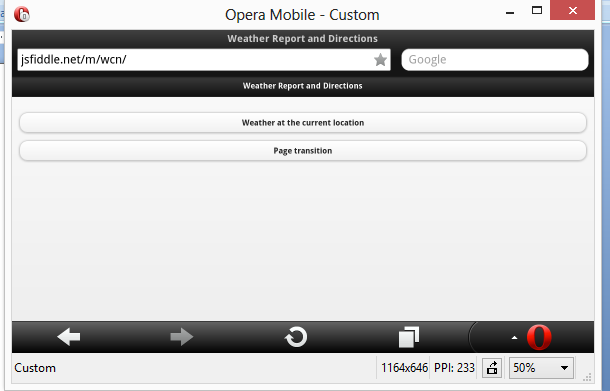 Opera Mobile - Custom
Weather Report and Directions
jsfiddle.net/m/wcn/
Google
Weather Report and Directions
Weather at the current location
Page transition
Custom
1164x646
PPI: 233
50%